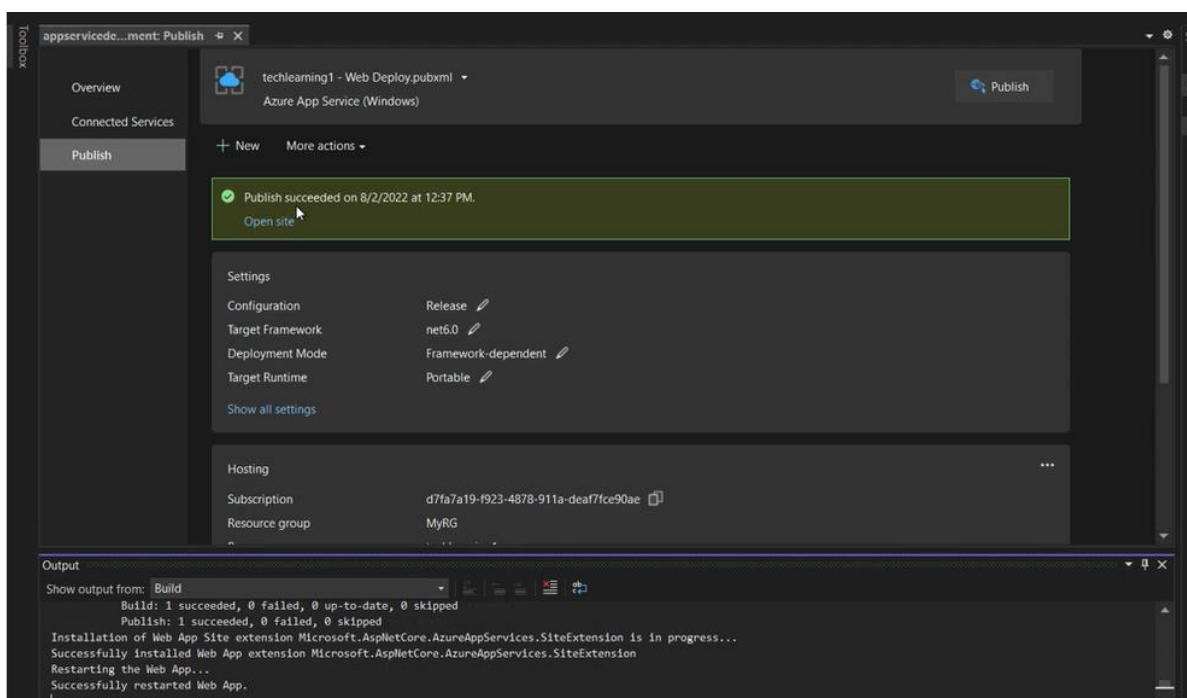 Toolbox
appservicede...ment: Publish
Overview
Connected Services
Publish
techlearning1 - Web Deploy.pubxml
Azure App Service (Windows)
Publish
New
More actions
Publish succeeded on 8/2/2022 at 12:37 PM.
Open site
Settings
Configuration Release
Target Framework net6.0
Deployment Mode Framework-dependent
Target Runtime Portable
Show all settings
Hosting
Subscription d7fa7a19-f923-4878-911a-deaf7fce90ae
Resource group MyRG
Output
Show output from: Build
Build: 1 succeeded, 0 failed, 0 up-to-date, 0 skipped
Publish: 1 succeeded, 0 failed, 0 skipped
Installation of Web App Site extension Microsoft.AspNetCore.AzureAppServices.SiteExtension is in progress...
Successfully installed Web App extension Microsoft.AspNetCore.AzureAppServices.SiteExtension
Restarting the Web App...
Successfully restarted Web App.